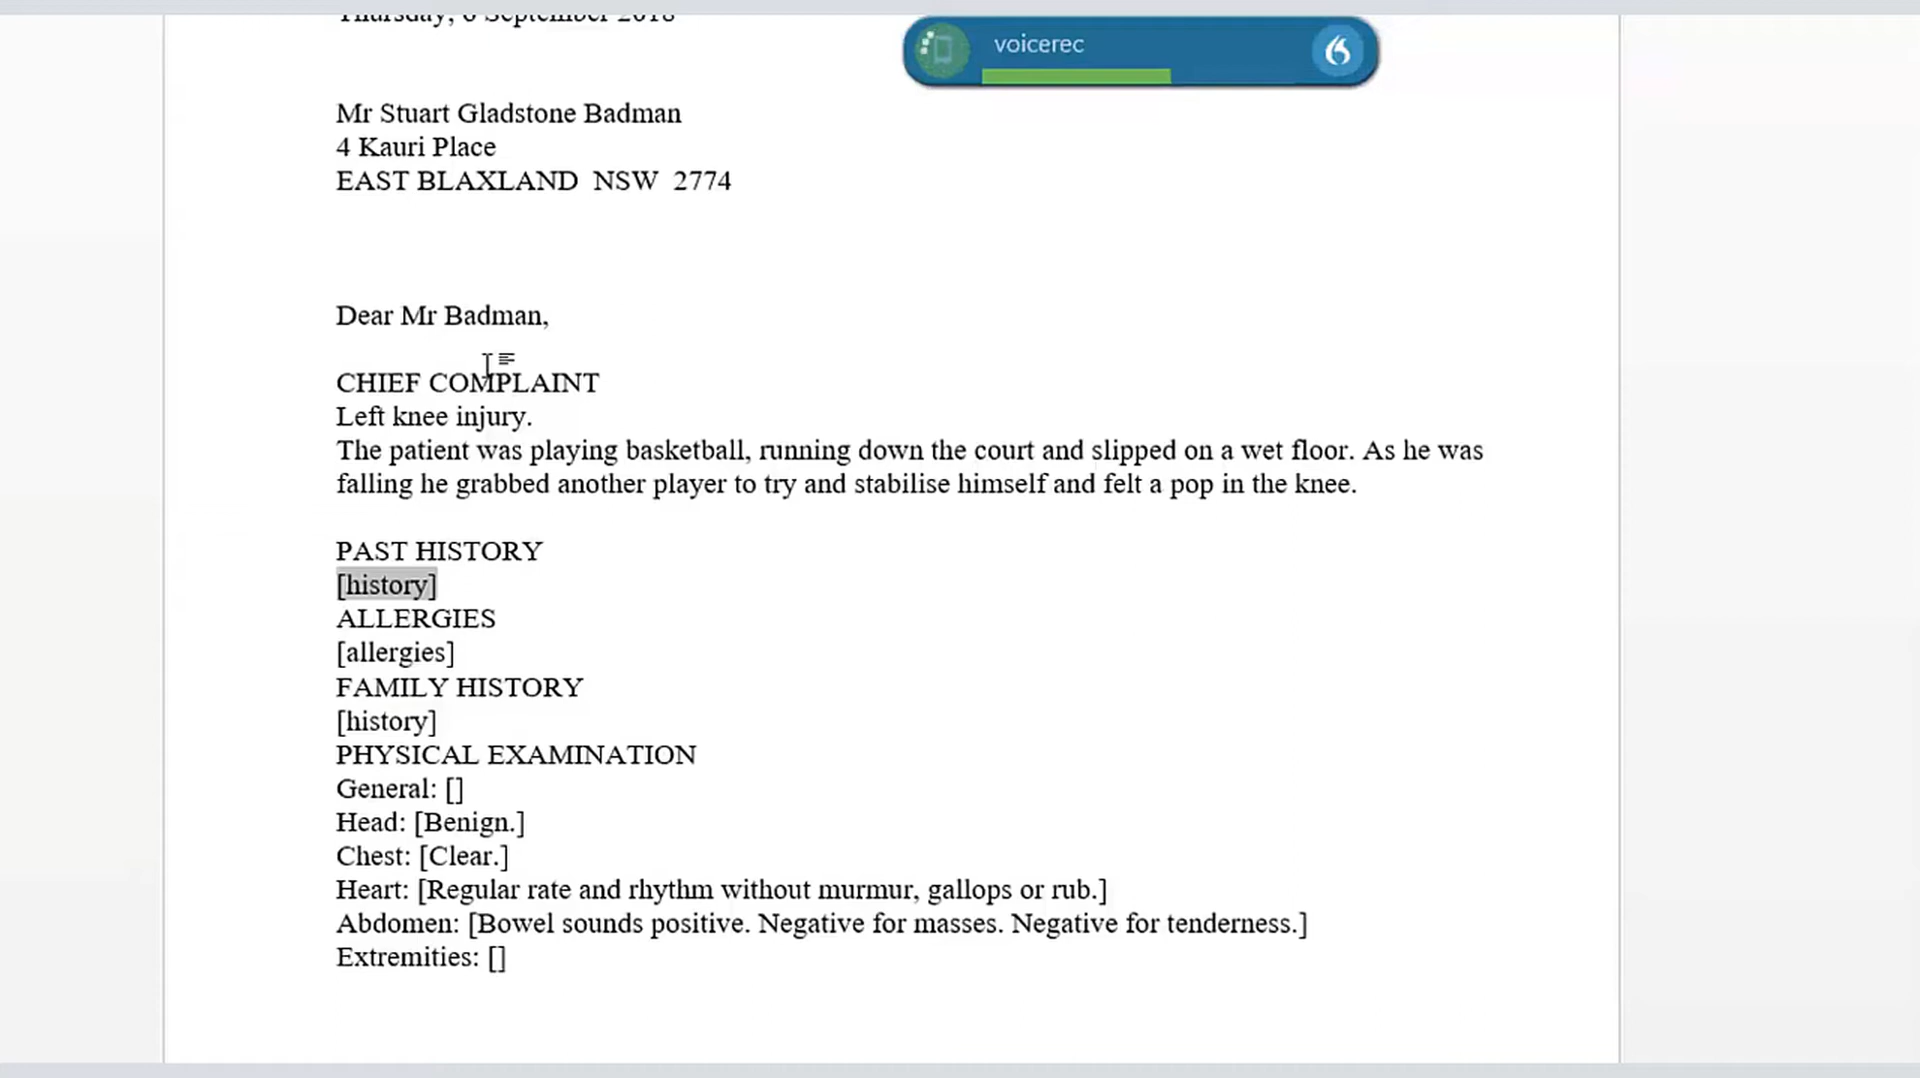 Thursday, 6 September 2018
voicerec
Mr Stuart Gladstone Badman
4 Kauri Place
EAST BLAXLAND  NSW  2774
Dear Mr Badman,
CHIEF COMPLAINT
Left knee injury.
The patient was playing basketball, running down the court and slipped on a wet floor. As he was
falling he grabbed another player to try and stabilise himself and felt a pop in the knee.
PAST HISTORY
[history]
ALLERGIES
[allergies]
FAMILY HISTORY
[history]
PHYSICAL EXAMINATION
General: []
Head: [Benign.]
Chest: [Clear.]
Heart: [Regular rate and rhythm without murmur, gallops or rub.]
Abdomen: [Bowel sounds positive. Negative for masses. Negative for tenderness.]
Extremities: []